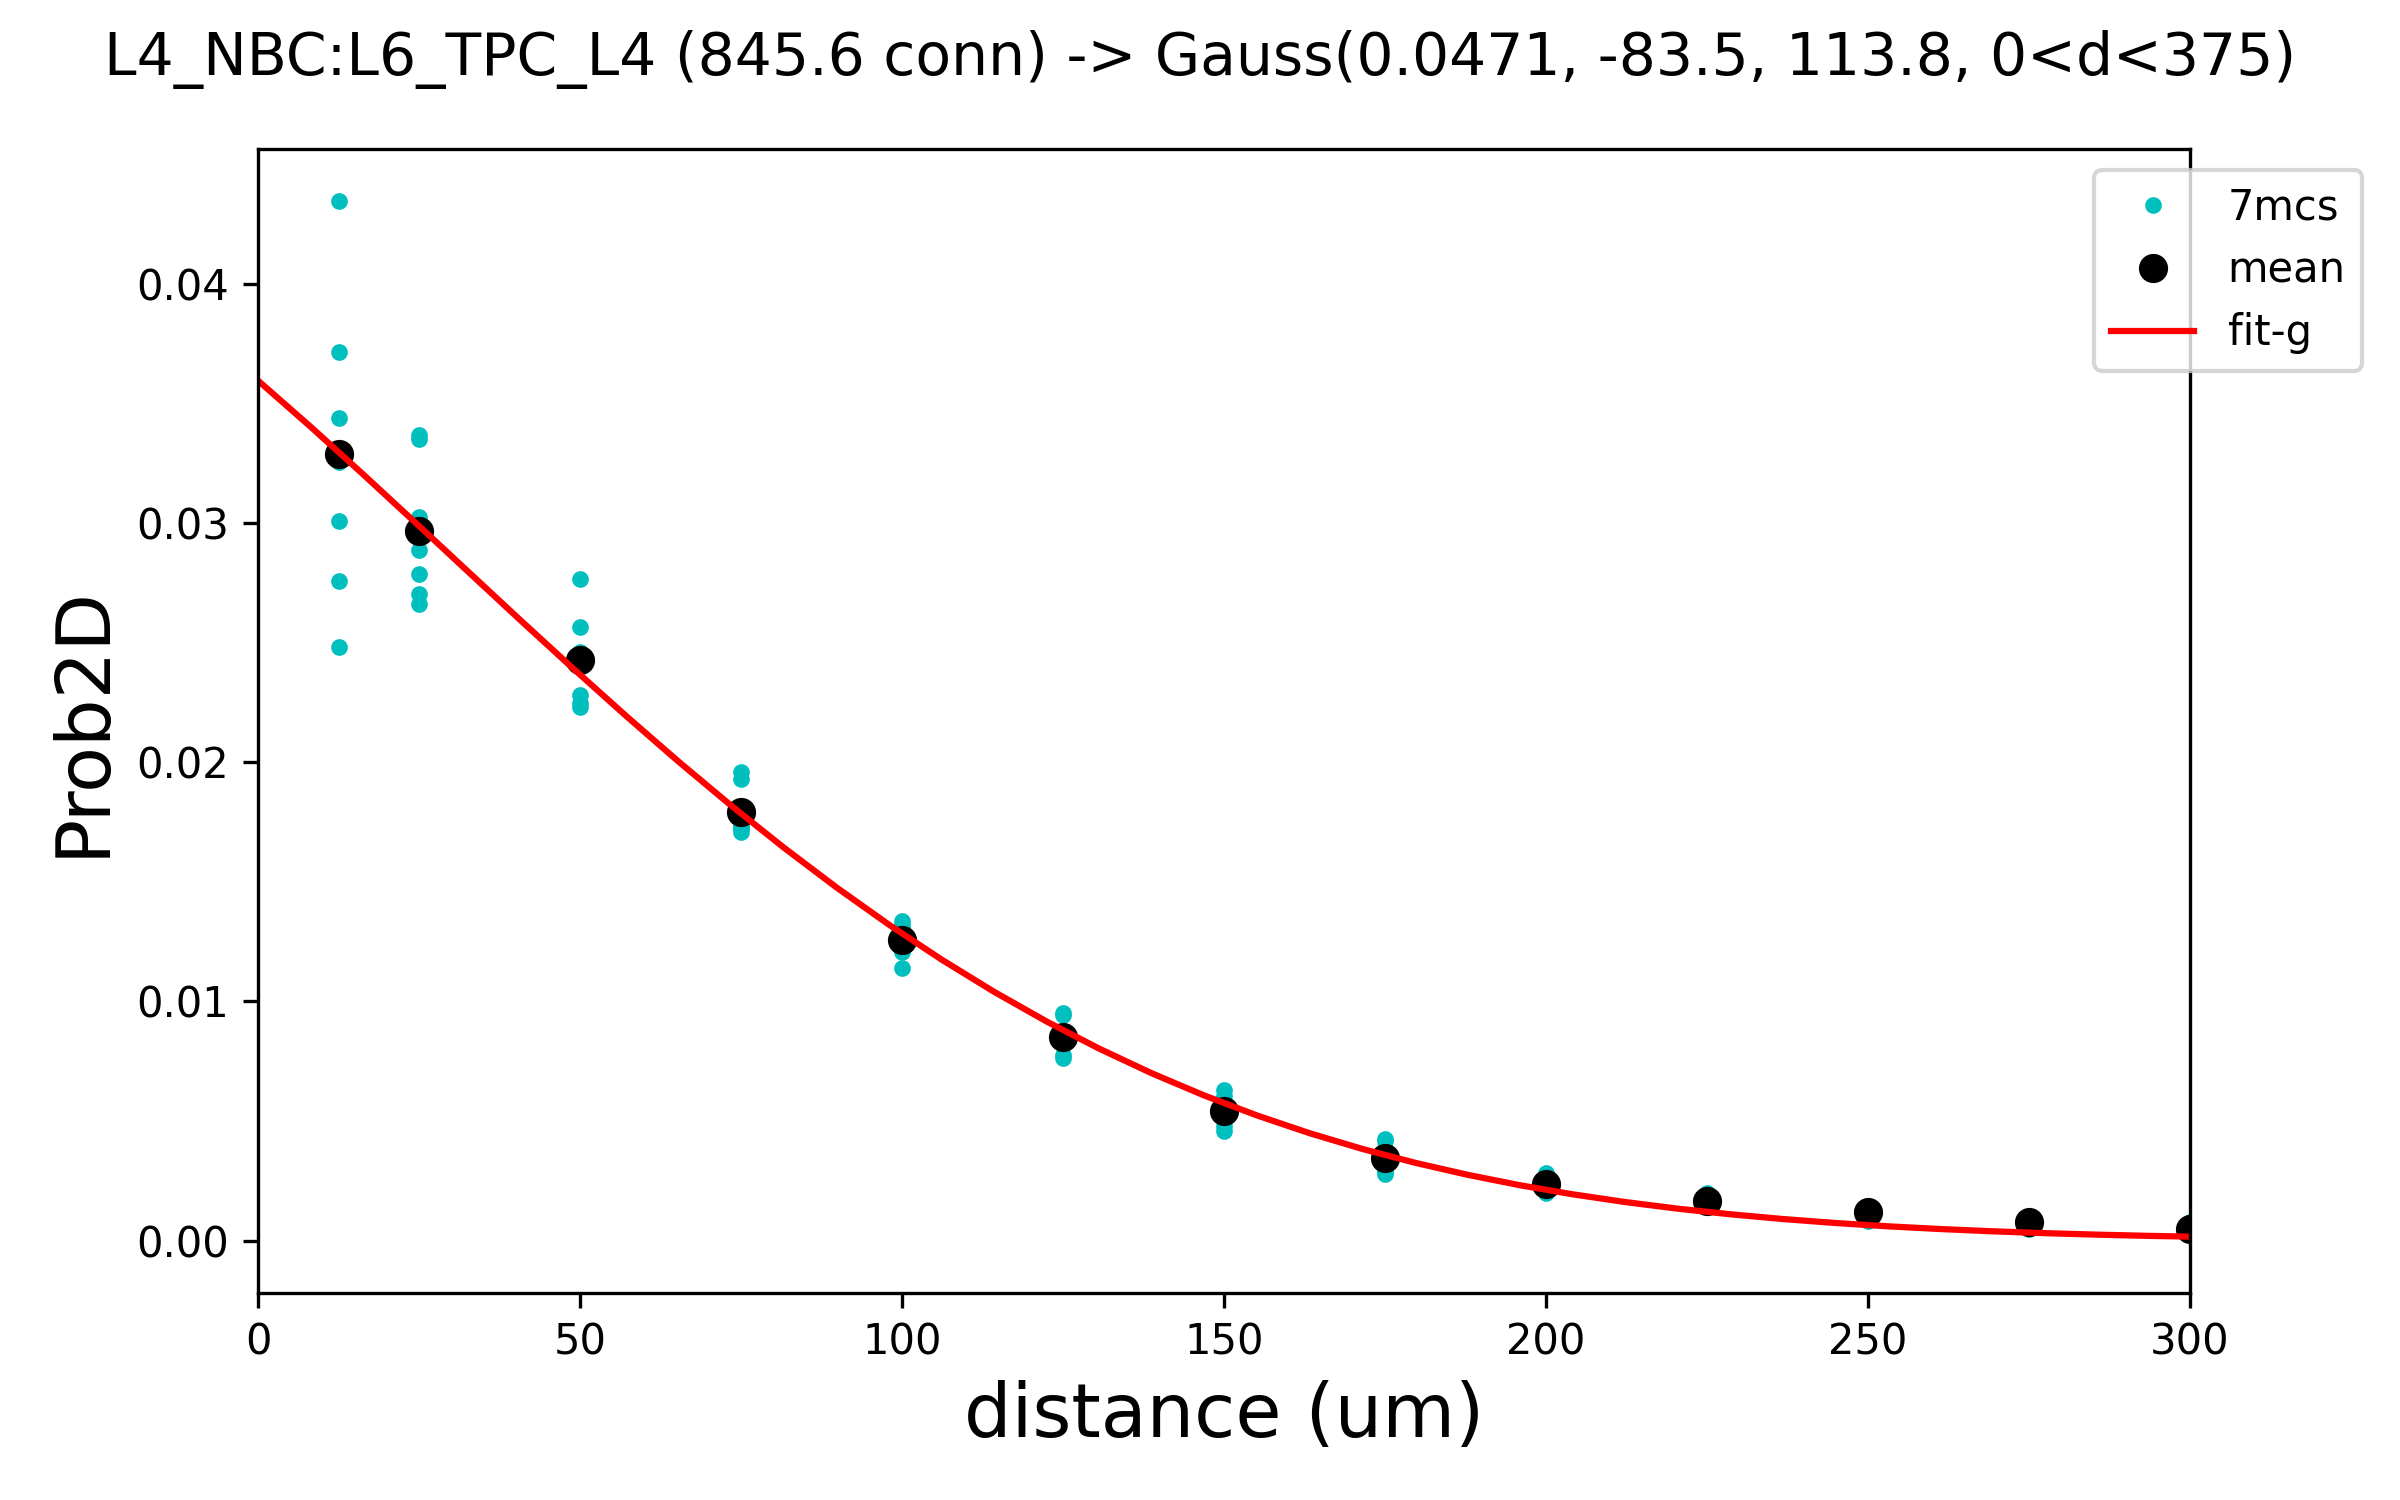 L4_NBC:L6_TPC_L4 (845.6 conn) -> Gauss(0.0471, -83.5, 113.8, 0<d<375)
7mcs
mean
fit-g
Prob2D
0.04
0.03
0.02
0.01
0.00
0
50
100
150
200
250
300
distance (um)